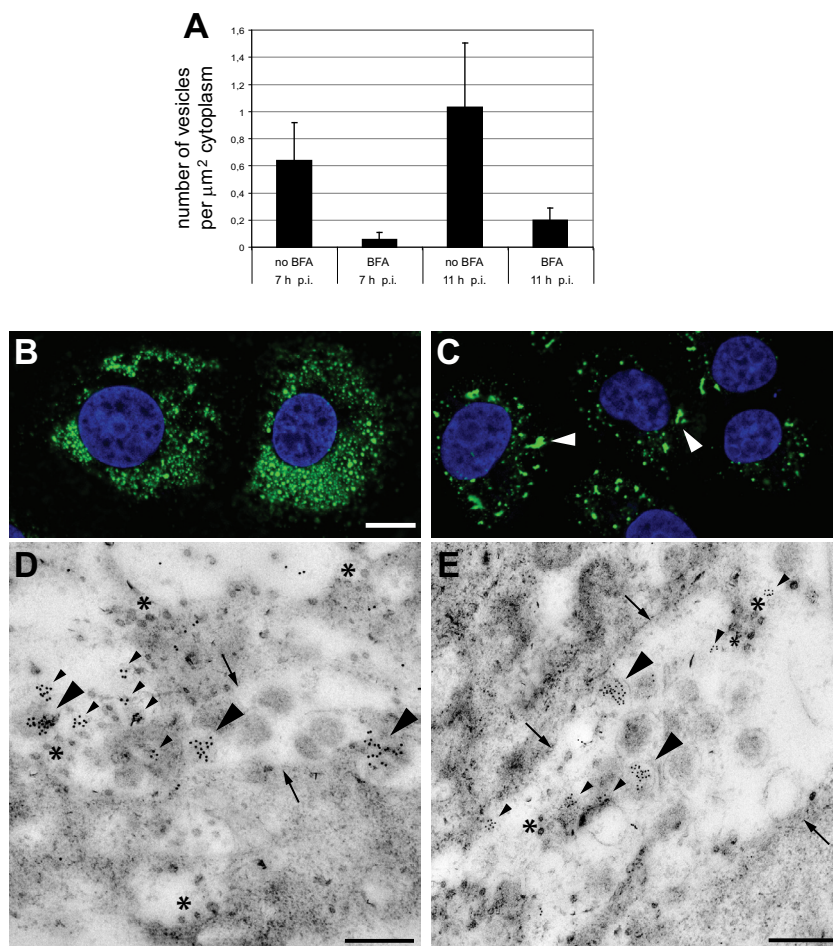 A
number of vesicles
per μm² cytoplasm
1,6
1,4
1,2
1
0,8
0,6
0,4
0,2
0
no BFA BFA no BFA BFA
7 h p.i. 7 h p.i. 11 h p.i. 11 h p.i.
B
C
D
*
*
*
*
E
*
*
*